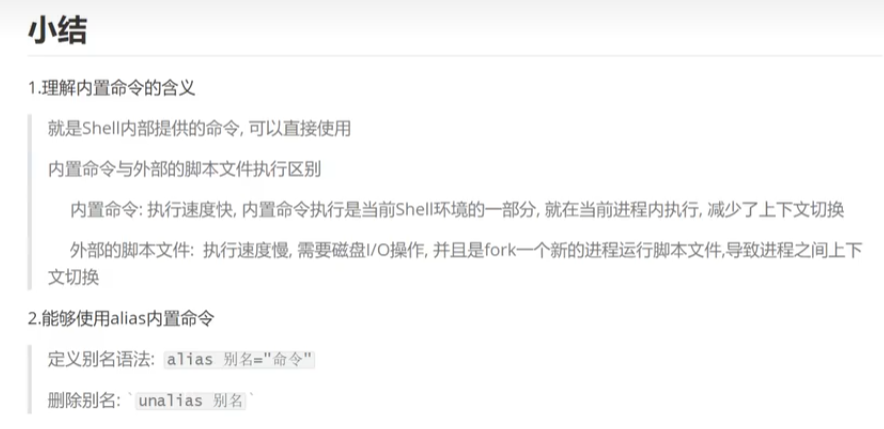 小结
1.理解内置命令的含义
就是Shell内部提供的命令, 可以直接使用
内置命令与外部的脚本文件执行区别
内置命令: 执行速度快, 内置命令执行是当前Shell环境的一部分, 就在当前进程内执行, 减少了上下文切换
外部的脚本文件: 执行速度慢, 需要磁盘I/O操作, 并且是fork一个新的进程运行脚本文件,导致进程之间上下
文切换
2.能够使用alias内置命令
定义别名语法: alias 别名="命令"
删除别名: `unalias 别名`